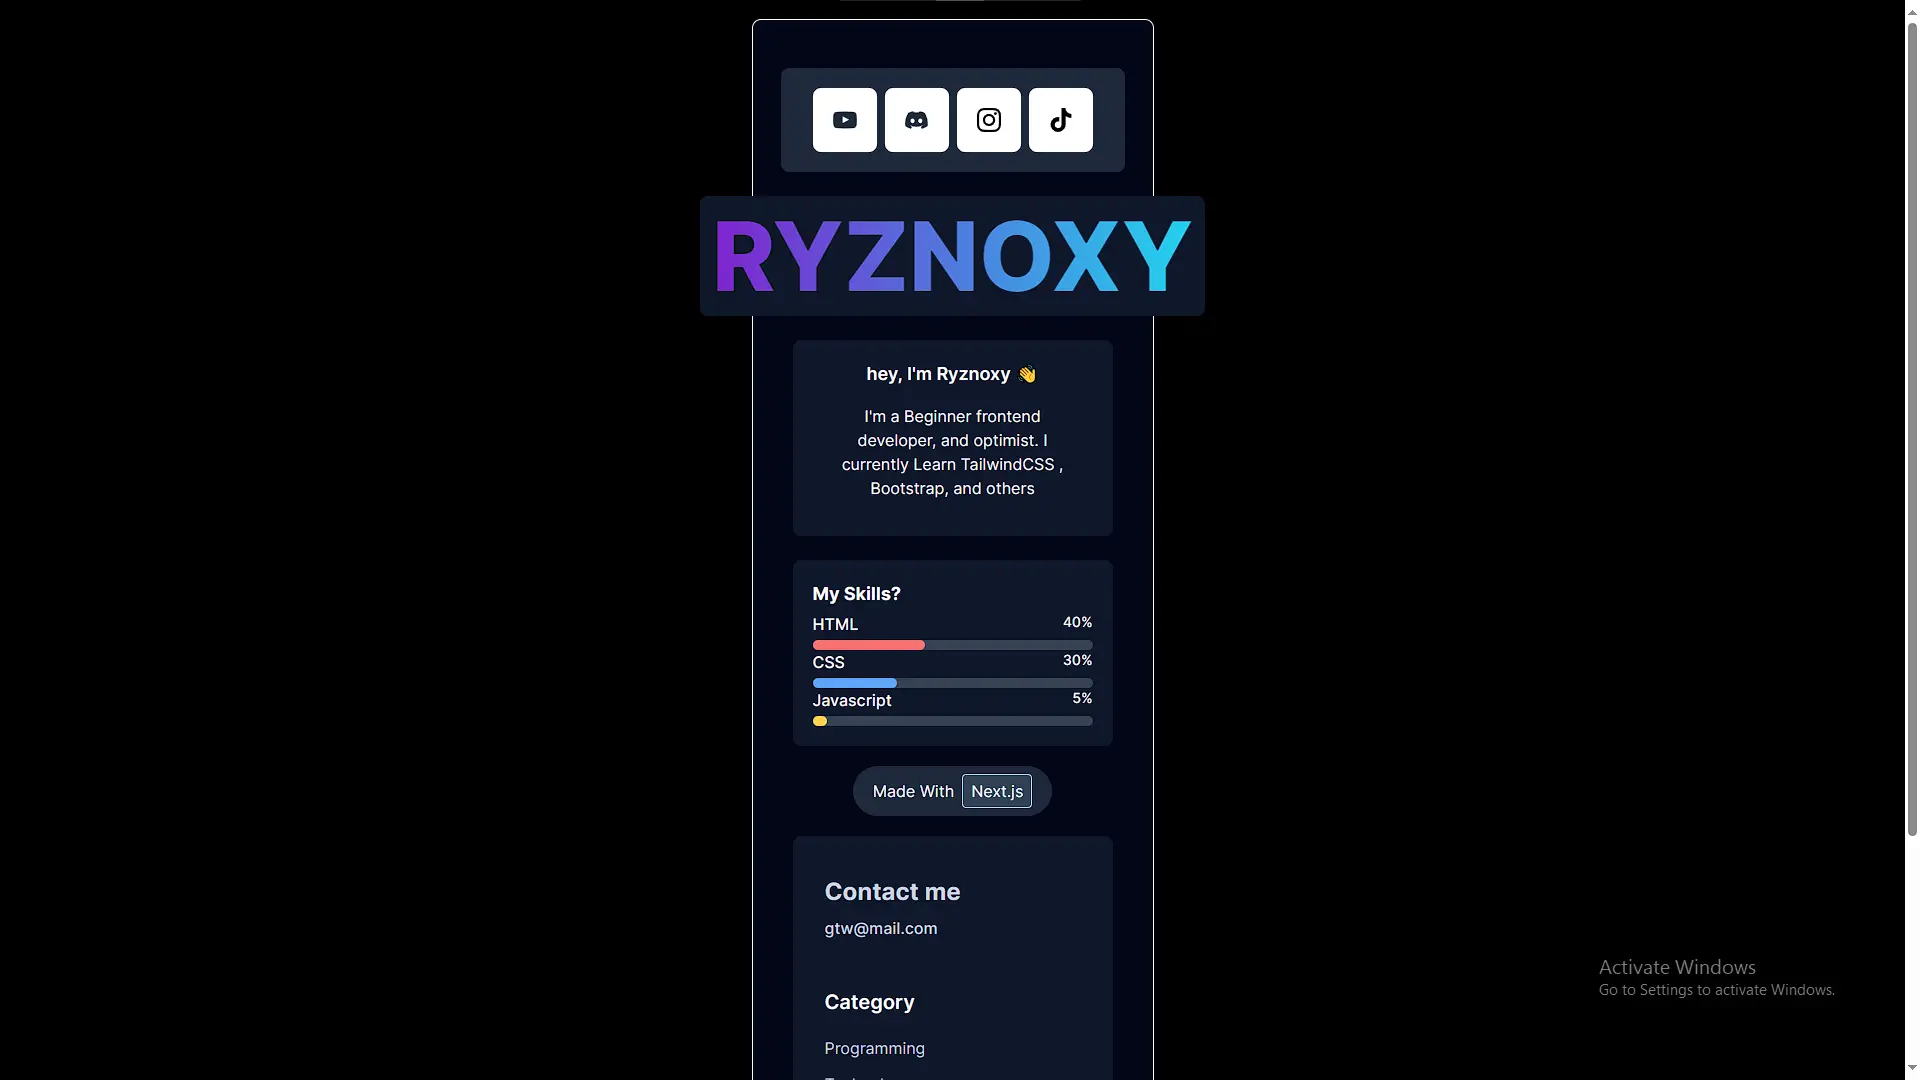 RYZNOXY
hey, I'm Ryznoxy 👋
I'm a Beginner frontend
developer, and optimist. I
currently Learn TailwindCSS ,
Bootstrap, and others
My Skills?
HTML 40%
CSS 30%
Javascript 5%
Made With Next.js
Contact me
gtw@mail.com
Category
Programming
Activate Windows
Go to Settings to activate Windows.